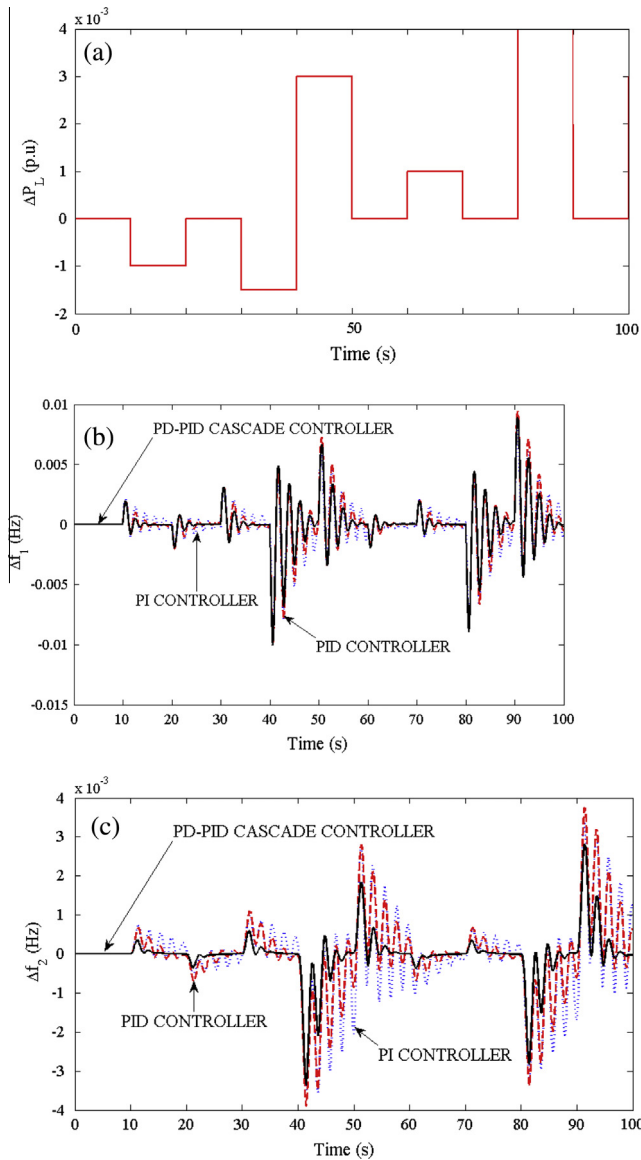 x 10⁻³
(a)
4
3
2
1
0
-1
-2
ΔP_L (p.u)
0
50
100
Time (s)
(b)
0.01
0.005
0
-0.005
-0.01
-0.015
Δf₁ (Hz)
PD-PID CASCADE CONTROLLER
PI CONTROLLER
PID CONTROLLER
0 10 20 30 40 50 60 70 80 90 100
Time (s)
x 10⁻³
(c)
4
3
2
1
0
-1
-2
-3
-4
Δf₂ (Hz)
PD-PID CASCADE CONTROLLER
PID CONTROLLER
PI CONTROLLER
0 10 20 30 40 50 60 70 80 90 100
Time (s)